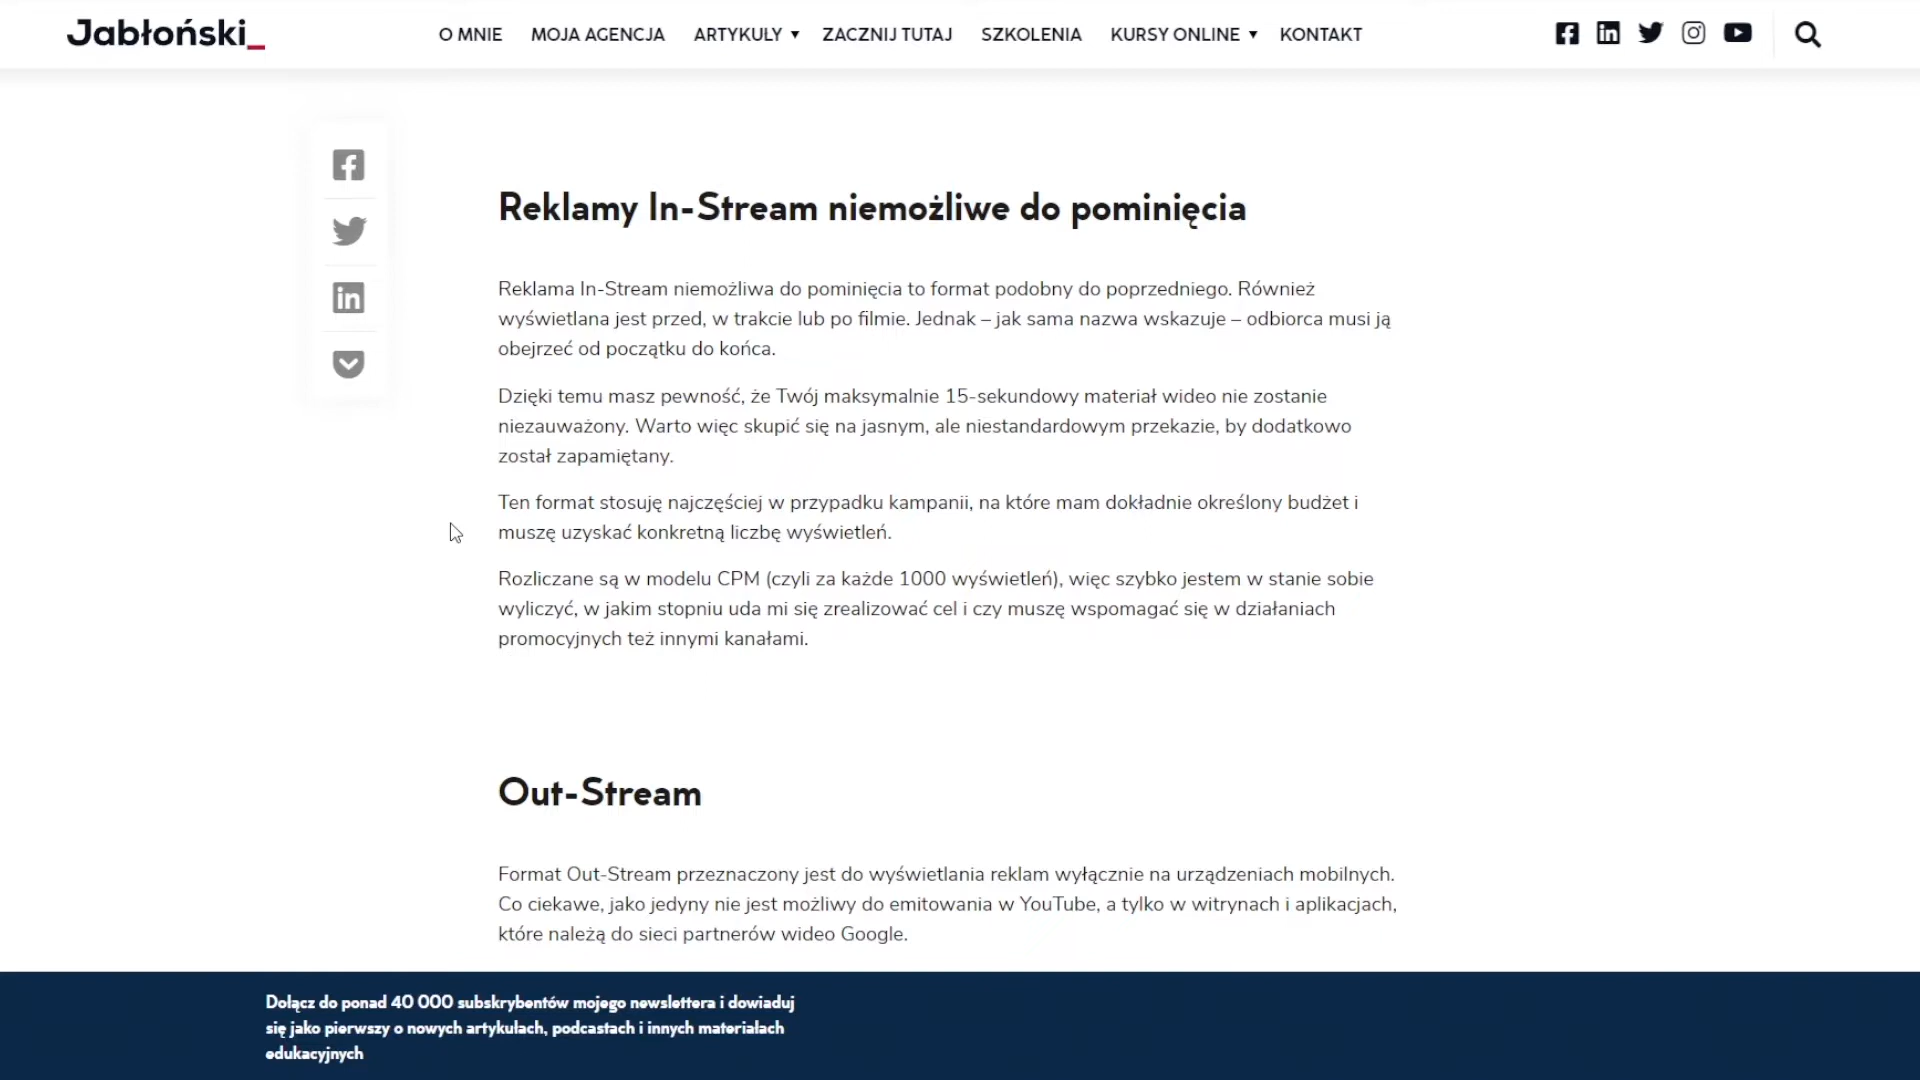 Jabłoński_
O MNIE MOJA AGENCJA ARTYKUŁY ▼ ZACZNIJ TUTAJ SZKOLENIA KURSY ONLINE ▼ KONTAKT
Reklamy In-Stream niemożliwe do pominięcia
Reklama In-Stream niemożliwa do pominięcia to format podobny do poprzedniego. Również
wyświetlana jest przed, w trakcie lub po filmie. Jednak – jak sama nazwa wskazuje – odbiorca musi ją
obejrzeć od początku do końca.
Dzięki temu masz pewność, że Twój maksymalnie 15-sekundowy materiał wideo nie zostanie
niezauważony. Warto więc skupić się na jasnym, ale niestandardowym przekazie, by dodatkowo
został zapamiętany.
Ten format stosuję najczęściej w przypadku kampanii, na które mam dokładnie określony budżet i
muszę uzyskać konkretną liczbę wyświetleń.
Rozliczane są w modelu CPM (czyli za każde 1000 wyświetleń), więc szybko jestem w stanie sobie
wyliczyć, w jakim stopniu uda mi się zrealizować cel i czy muszę wspomagać się w działaniach
promocyjnych też innymi kanałami.
Out-Stream
Format Out-Stream przeznaczony jest do wyświetlania reklam wyłącznie na urządzeniach mobilnych.
Co ciekawe, jako jedyny nie jest możliwy do emitowania w YouTube, a tylko w witrynach i aplikacjach,
które należą do sieci partnerów wideo Google.
Dołącz do ponad 40 000 subskrybentów mojego newslettera i dowiaduj
się jako pierwszy o nowych artykułach, podcastach i innych materiałach
edukacyjnych